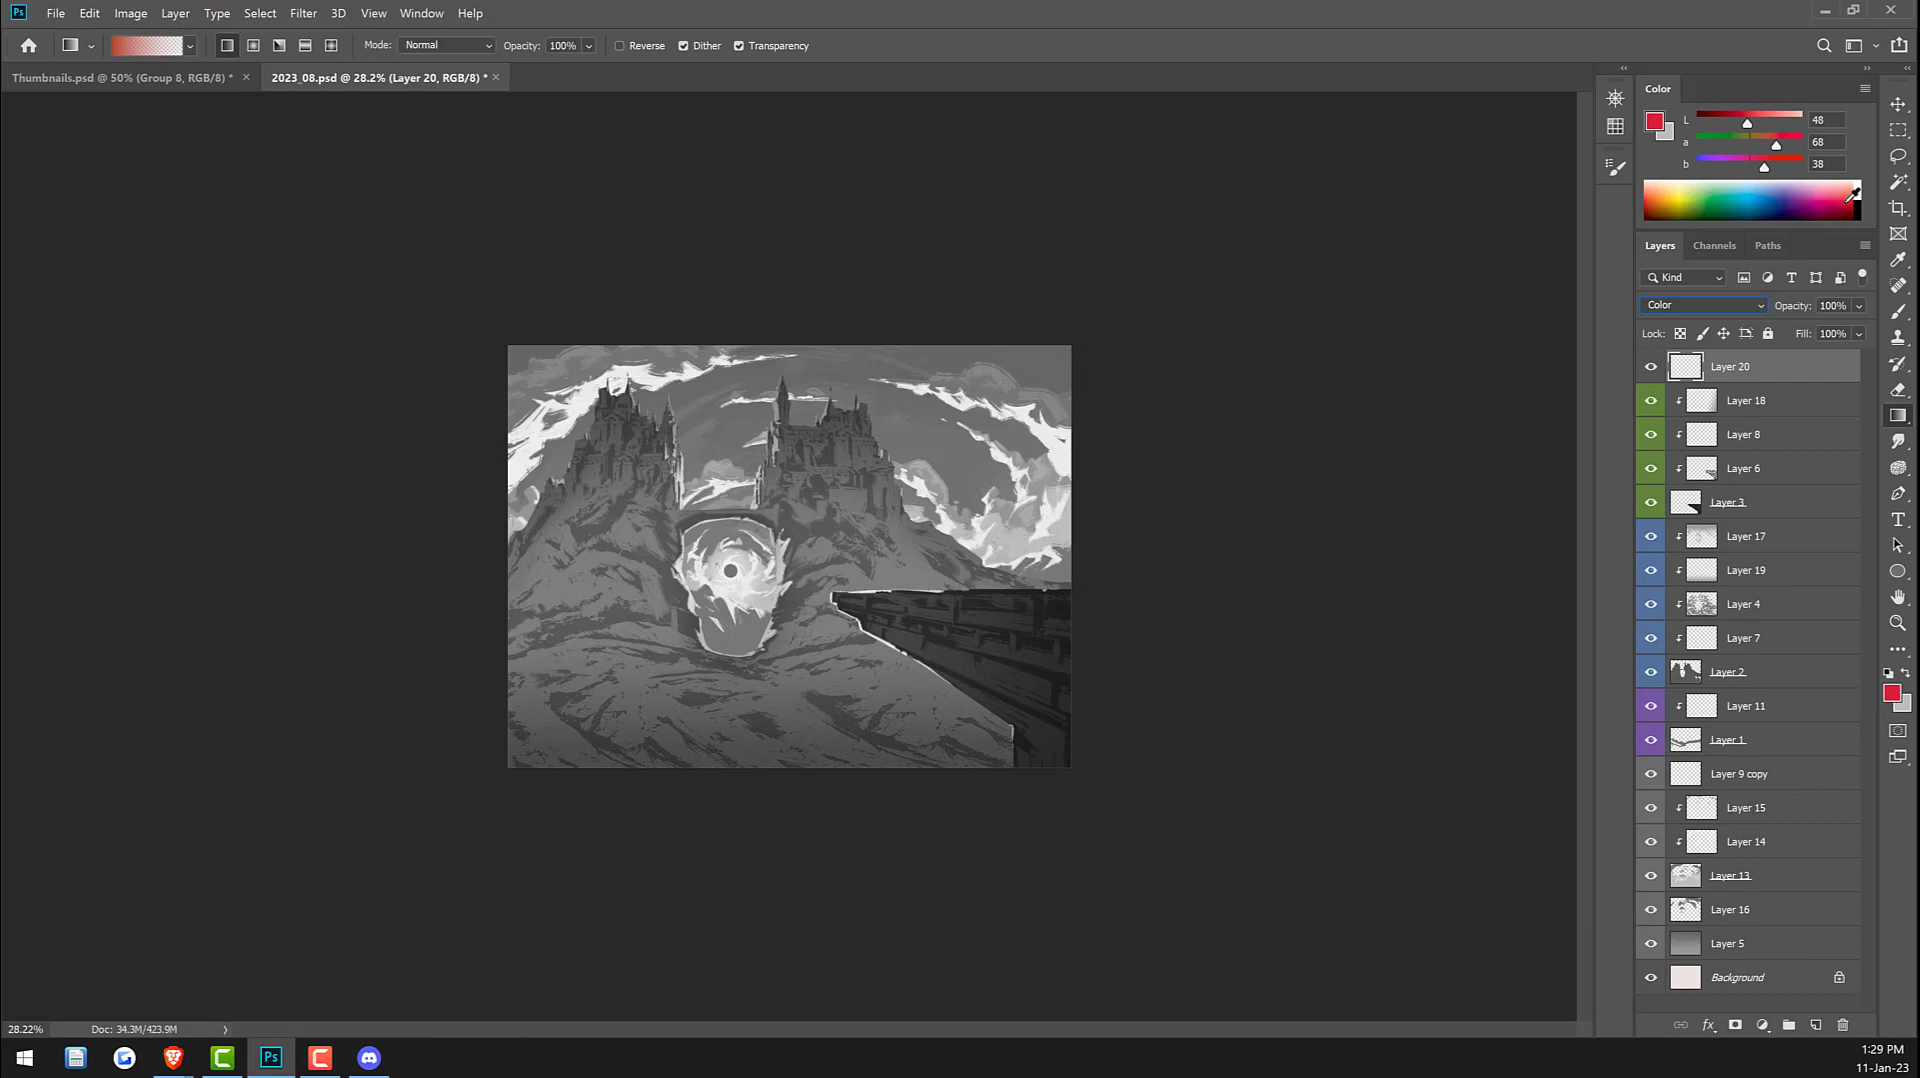 Ps File Edit Image Layer Type Select Filter 3D View Window Help
Mode: Normal Opacity: 100% Reverse Dither Transparency
Thumbnails.psd @ 50% (Group 8, RGB/8) * × 2023_08.psd @ 28.2% (Layer 20, RGB/8) * ×
Color
L 48
a 68
b 38
Layers Channels Paths
Kind T
Color Opacity: 100%
Lock: Fill: 100%
Layer 20
Layer 18
Layer 8
Layer 6
Layer 3
Layer 17
Layer 19
Layer 4
Layer 7
Layer 2
Layer 11
Layer 1
Layer 9 copy
Layer 15
Layer 14
Layer 13
Layer 16
Layer 5
Background
fx
28.22% Doc: 34.3M/423.9M
Ps
1:29 PM
11-Jan-23